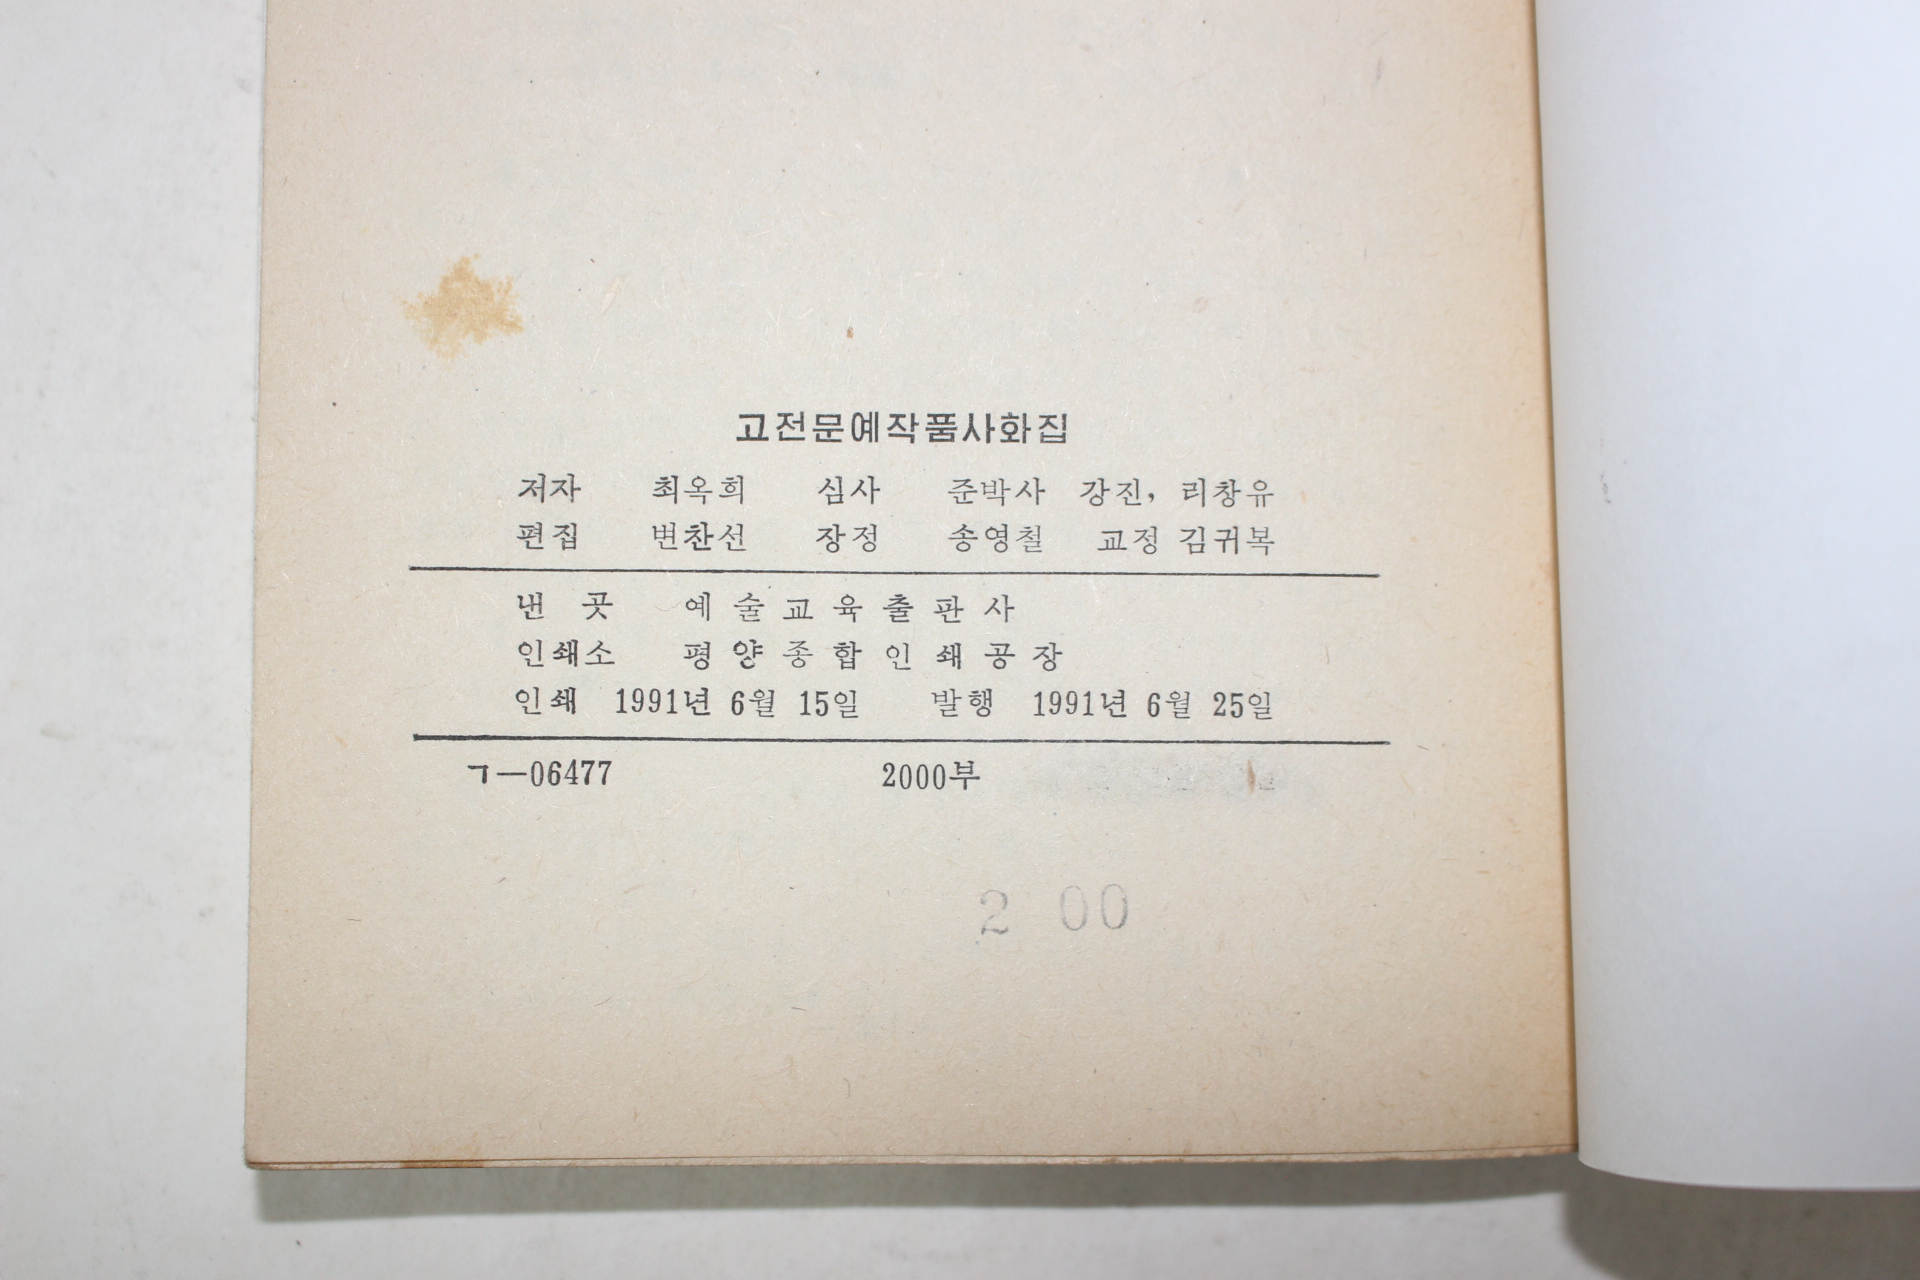 고전문예작품사화집
저자 최옥희 심사 준박사 강진, 리창유
편집 변찬선 장정 송영철 교정 김귀복
낸 곳 예술교육출판사
인쇄소 평양종합인쇄공장
인쇄 1991년 6월 15일 발행 1991년 6월 25일
ㄱ—06477 2000부
2 00